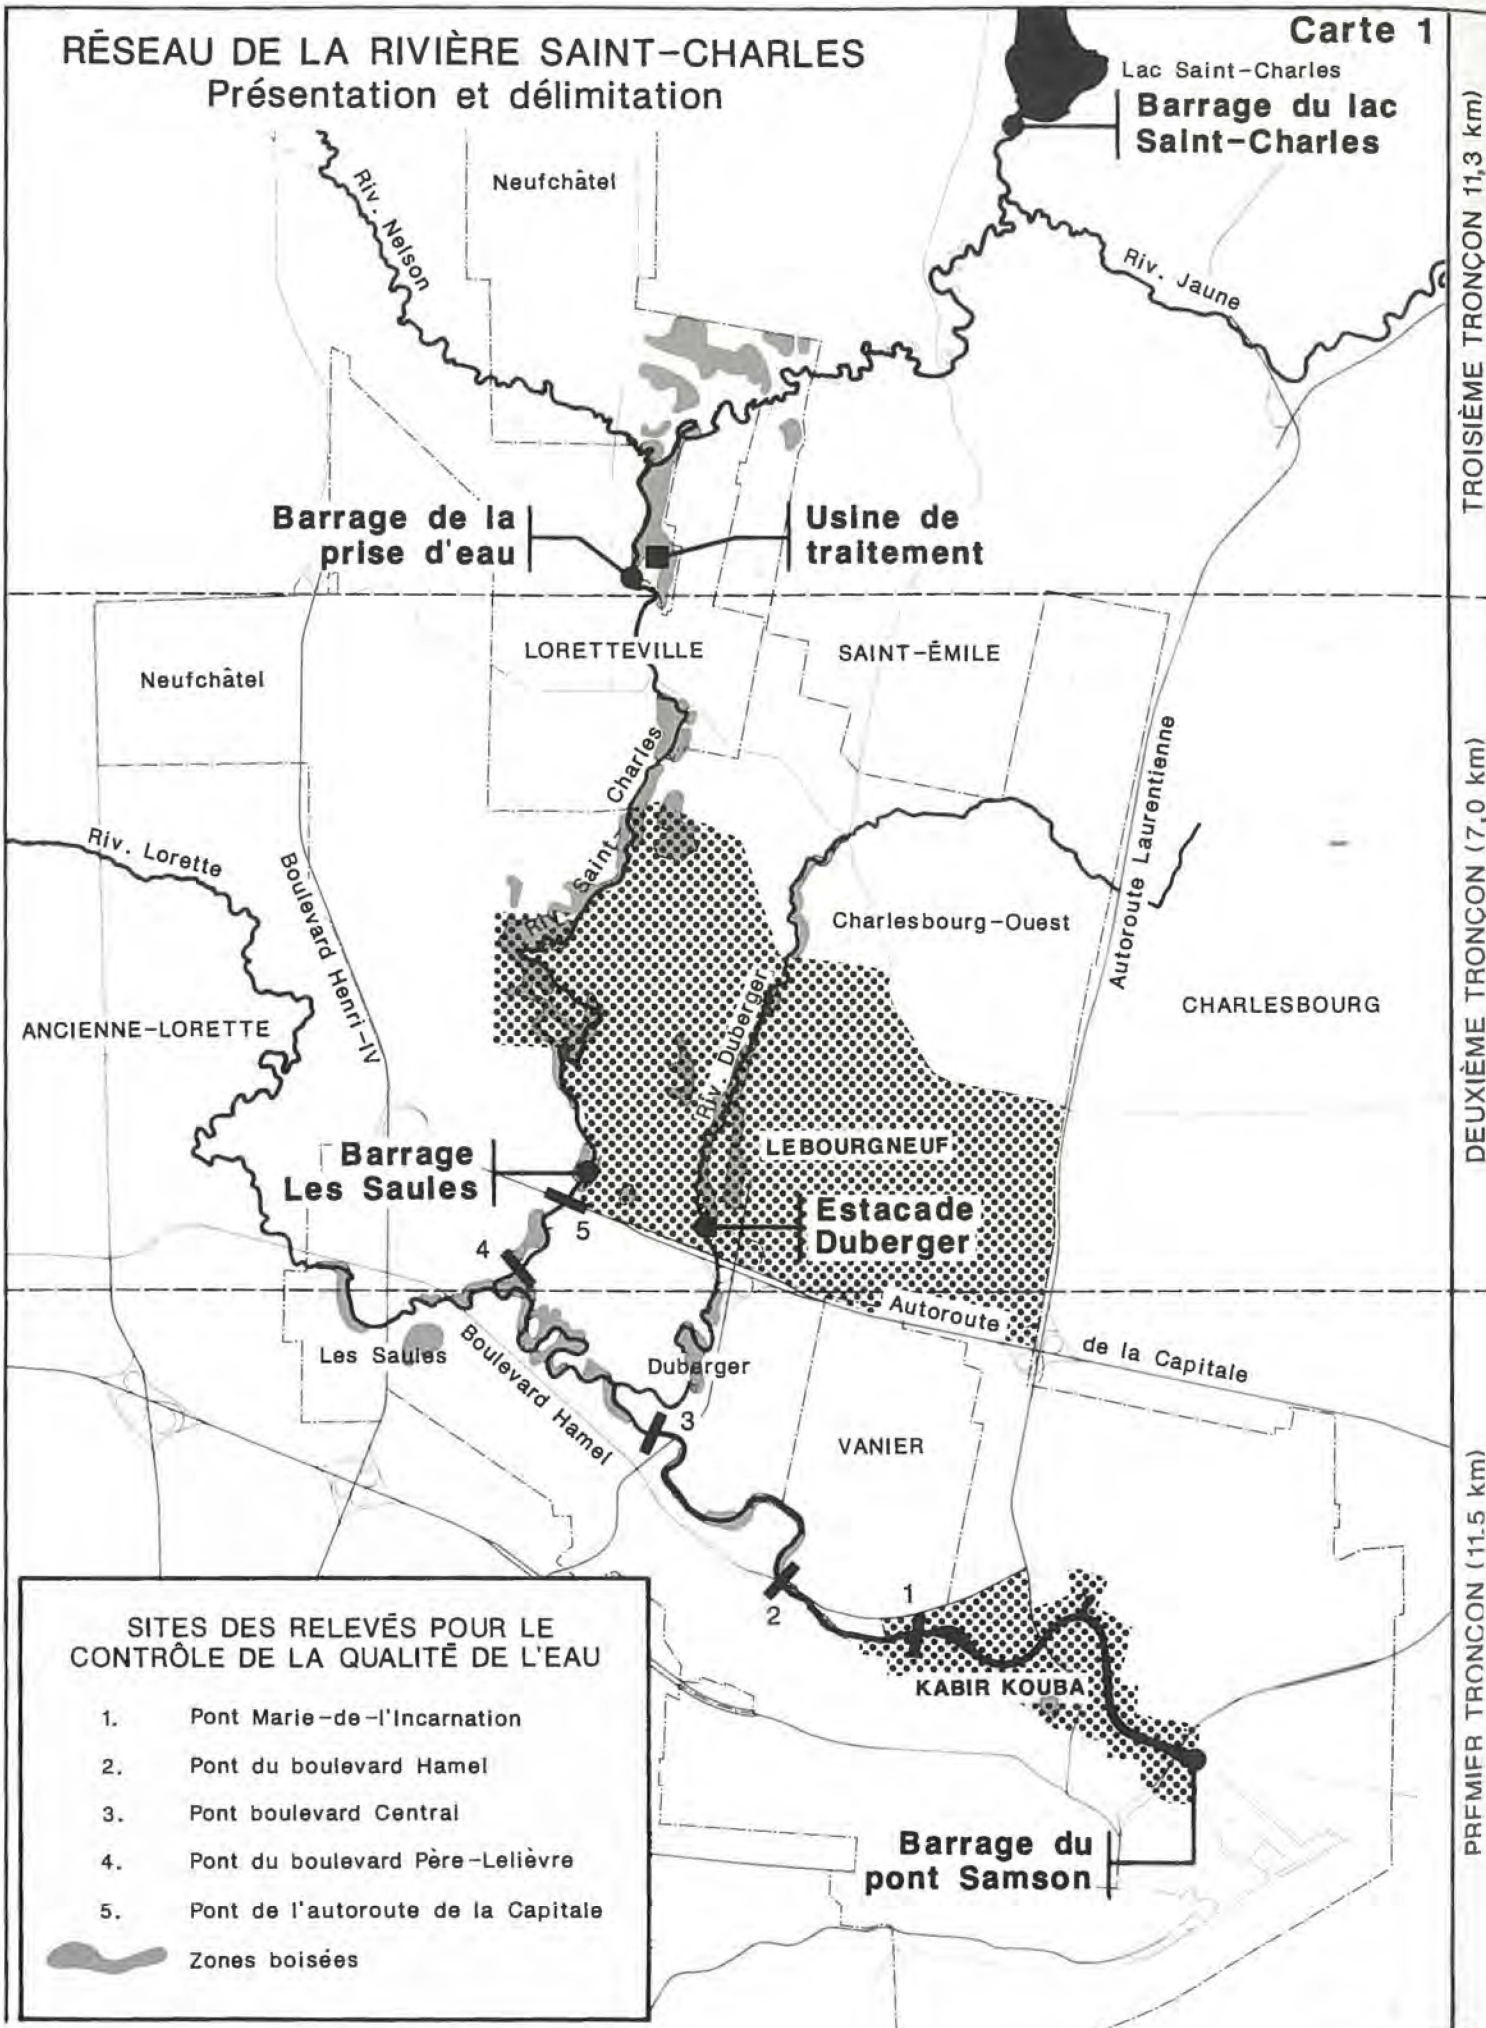 Carte 1
RÉSEAU DE LA RIVIÈRE SAINT-CHARLES
Présentation et délimitation
Lac Saint-Charles
Barrage du lac
Saint-Charles
Neufchâtel
Riv. Nelson
Riv. Jaune
TROISIÈME TRONÇON 11,3 km)
Barrage de la
prise d'eau
Usine de
traitement
LORETTEVILLE
SAINT-ÉMILE
Neufchâtel
Riv. Saint-Charles
Autoroute Laurentienne
Riv. Lorette
Boulevard Henri-IV
Charlesbourg-Ouest
Riv. Duberger
CHARLESBOURG
ANCIENNE-LORETTE
DEUXIÈME TRONÇON (7,0 km)
LEBOURGNEUF
Barrage
Les Saules
Estacade
Duberger
5
4
Autoroute
de la Capitale
Les Saules
Boulevard Hamel
Duberger
3
VANIER
2
1
KABIR KOUBA
PREMIER TRONÇON (11.5 km)
Barrage du
pont Samson
SITES DES RELEVÉS POUR LE
CONTRÔLE DE LA QUALITÉ DE L'EAU
1. Pont Marie-de-l'Incarnation
2. Pont du boulevard Hamel
3. Pont boulevard Central
4. Pont du boulevard Père-Lelièvre
5. Pont de l'autoroute de la Capitale
Zones boisées